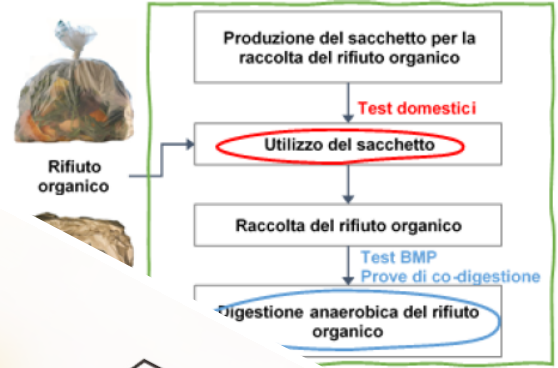 Produzione del sacchetto per la
raccolta del rifiuto organico
Test domestici
Utilizzo del sacchetto
Rifiuto
organico
Raccolta del rifiuto organico
Test BMP
Prove di co-digestione
Digestione anaerobica del rifiuto
organico